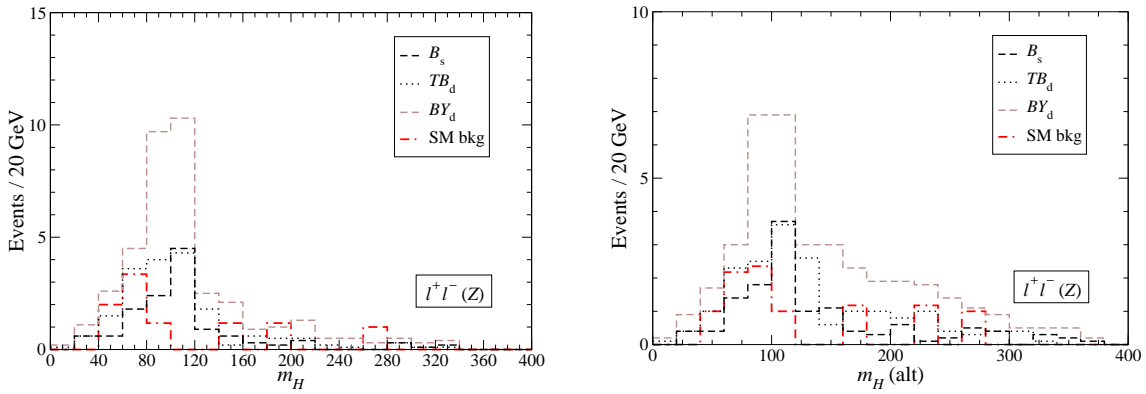 15
10
5
0
Events / 20 GeV
0 40 80 120 160 200 240 280 320 360 400
m_H
B_s
TB_d
BY_d
SM bkg
l⁺l⁻ (Z)
10
5
0
Events / 20 GeV
0 100 200 300 400
m_H (alt)
B_s
TB_d
BY_d
SM bkg
l⁺l⁻ (Z)